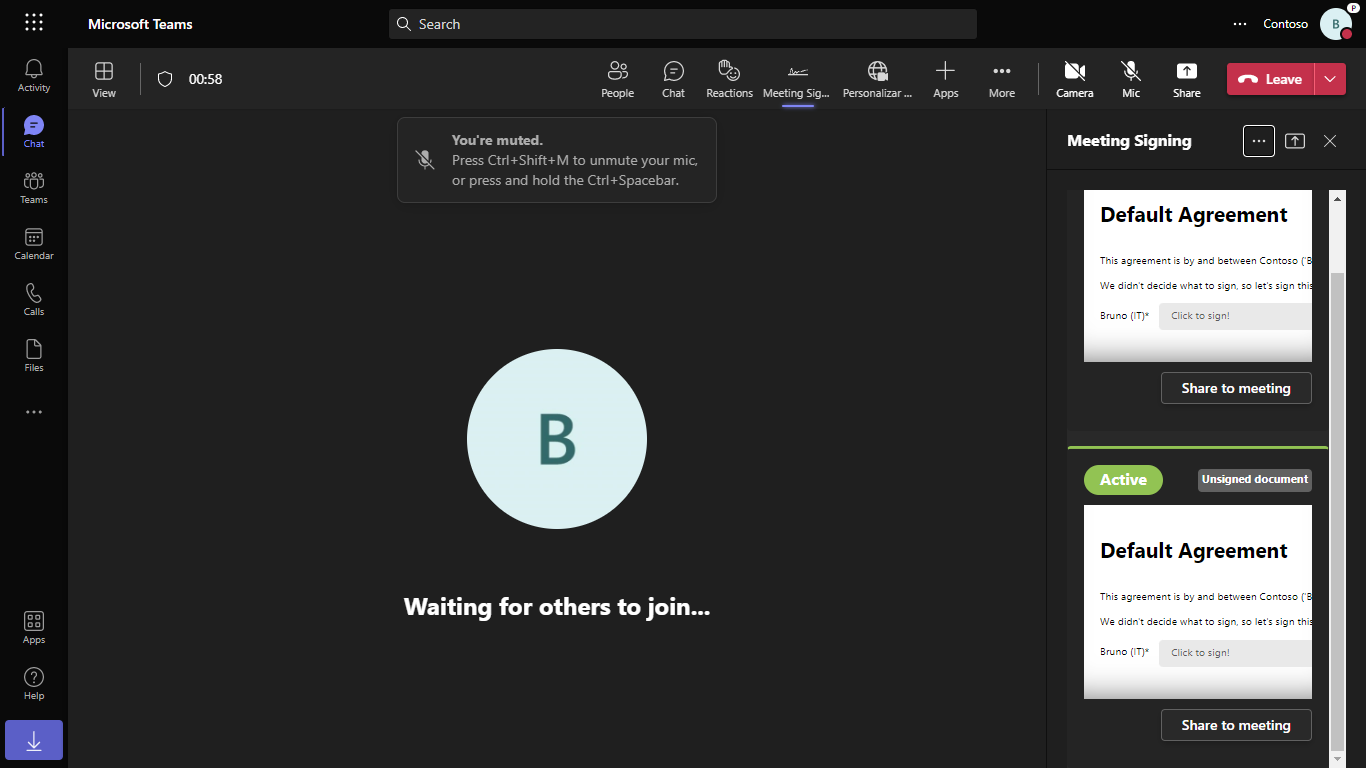 Microsoft Teams
Search
Contoso
B
P
Activity
Chat
Teams
Calendar
Calls
Files
Apps
Help
View
00:58
People
Chat
Reactions
Meeting Sig...
Personalizar ...
Apps
More
Camera
Mic
Share
Leave
You're muted.
Press Ctrl+Shift+M to unmute your mic,
or press and hold the Ctrl+Spacebar.
B
Waiting for others to join...
Meeting Signing
Default Agreement
This agreement is by and between Contoso ('B
We didn't decide what to sign, so let's sign this
Bruno (IT)* Click to sign!
Share to meeting
Active
Unsigned document
Default Agreement
This agreement is by and between Contoso ('B
We didn't decide what to sign, so let's sign this
Bruno (IT)* Click to sign!
Share to meeting